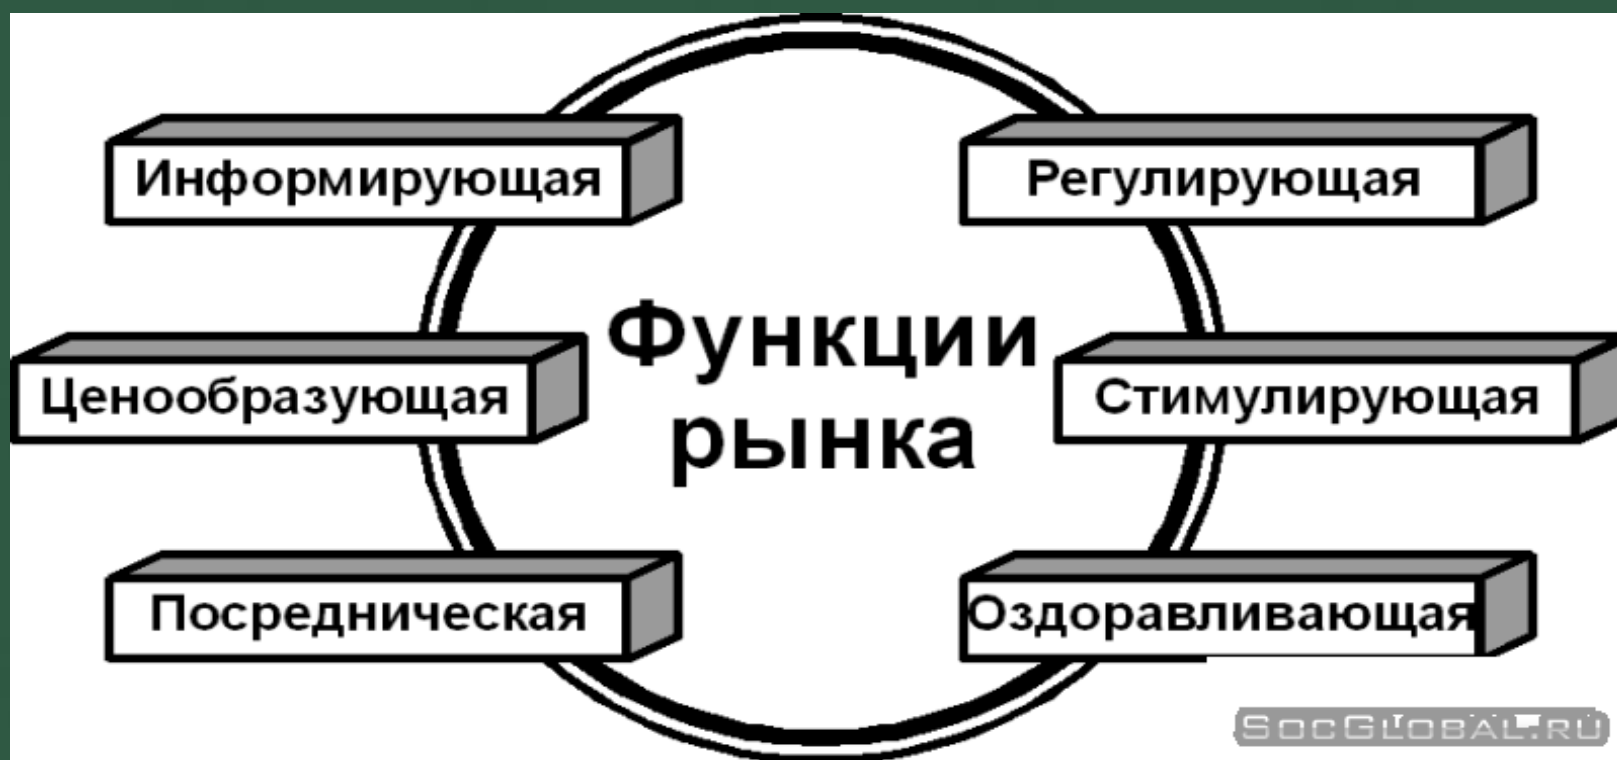 Информирующая
Регулирующая
Функции
рынка
Ценообразующая
Стимулирующая
Посредническая
Оздоравливающая
SOCGLOBAL.RU